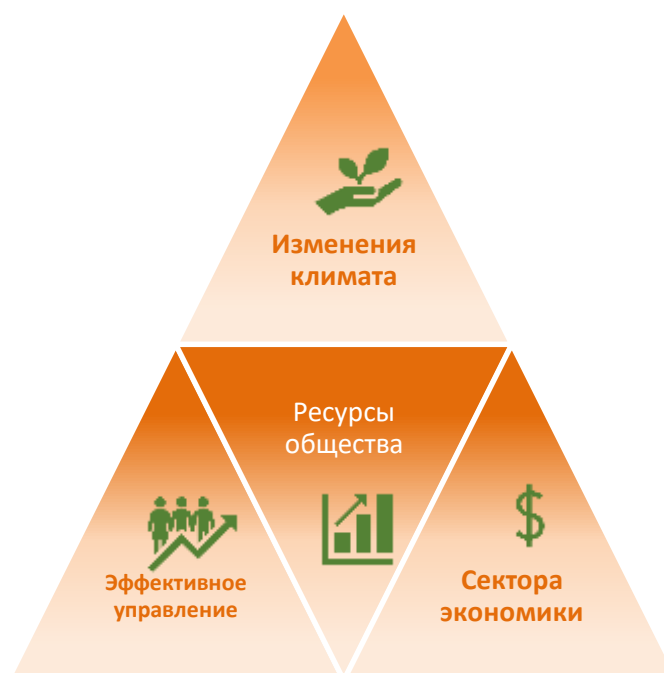 Изменения
климата
Ресурсы
общества
Эффективное
управление
Сектора
экономики